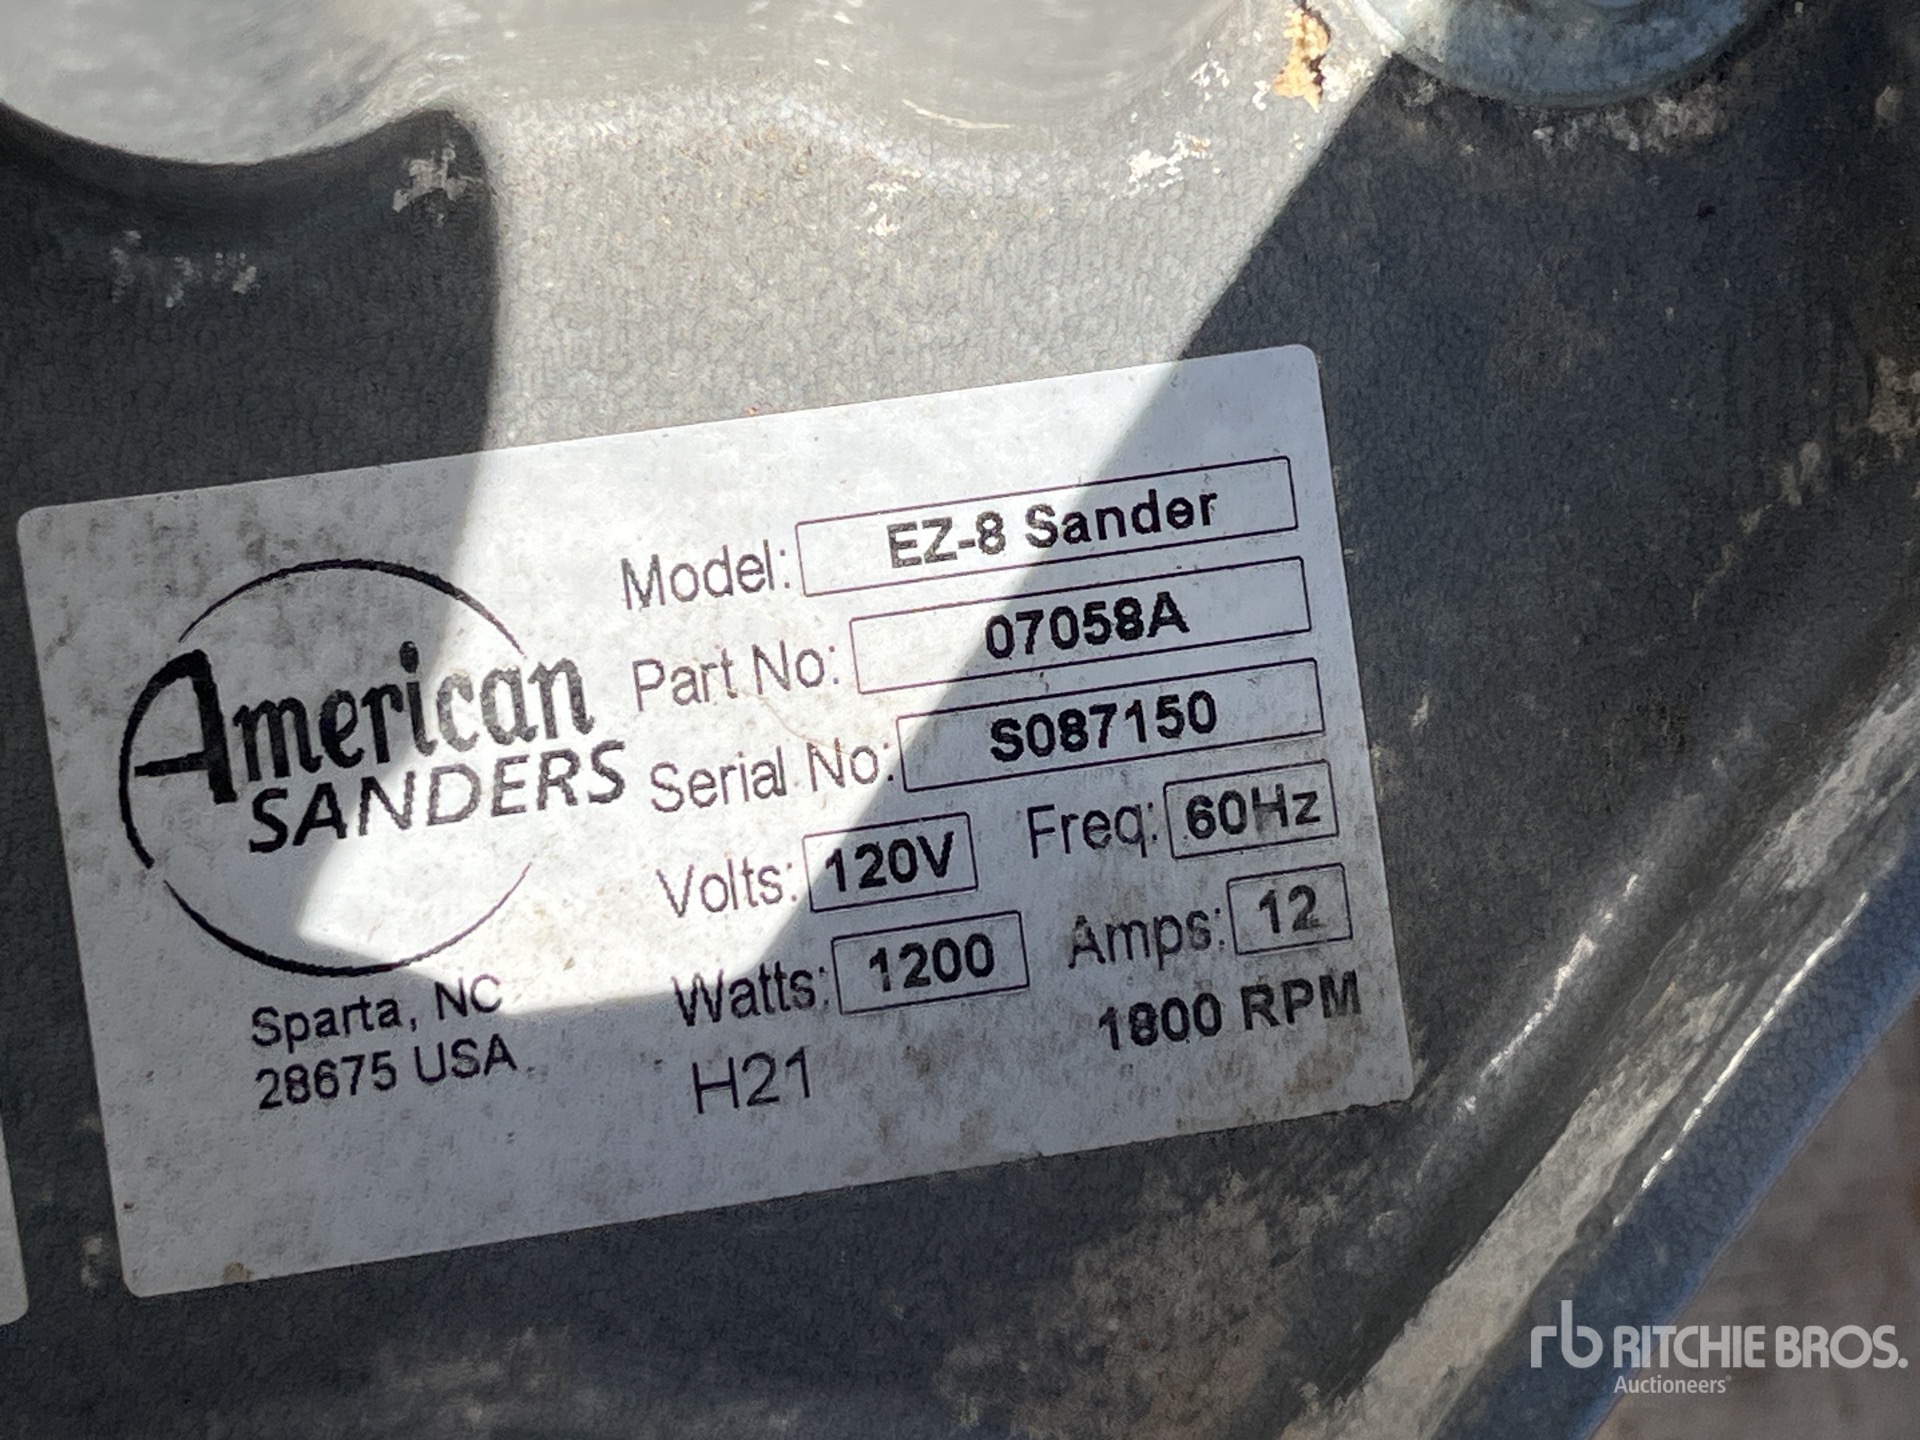 American
SANDERS
Sparta, NC
28675 USA
Model: EZ-8 Sander
Part No: 07058A
Serial No: S087150
Volts: 120V Freq: 60Hz
Watts: 1200 Amps: 12
H21 1800 RPM
rb RITCHIE BROS.
Auctioneers